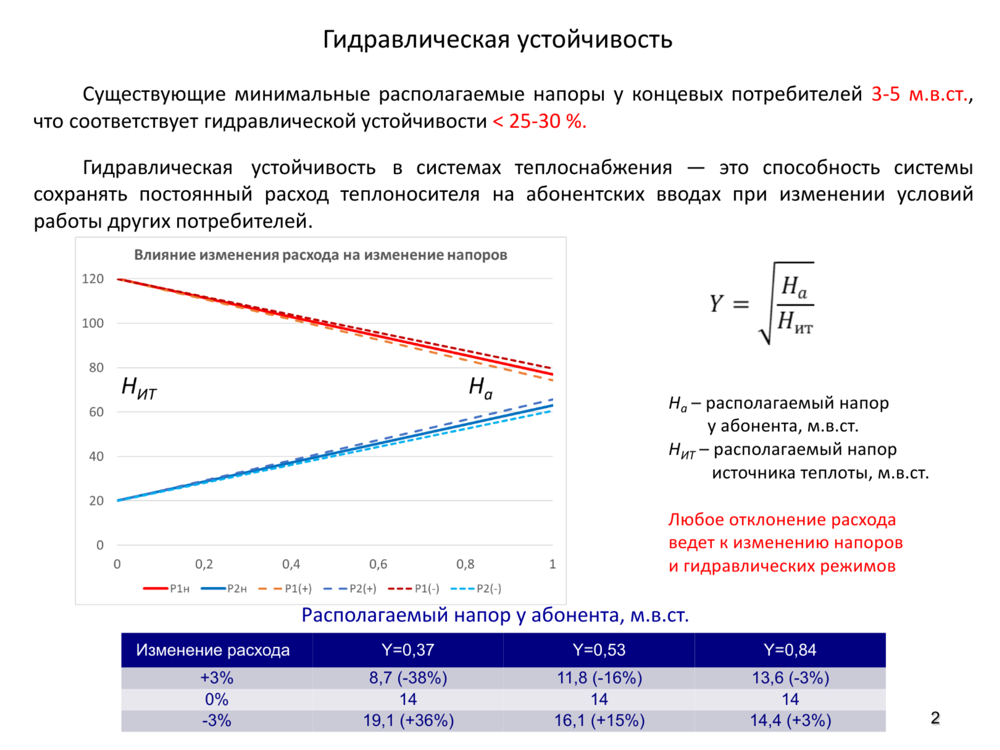 Гидравлическая устойчивость
Существующие минимальные располагаемые напоры у концевых потребителей 3-5 м.в.ст.,
что соответствует гидравлической устойчивости < 25-30 %.
Гидравлическая устойчивость в системах теплоснабжения — это способность системы
сохранять постоянный расход теплоносителя на абонентских вводах при изменении условий
работы других потребителей.
Влияние изменения расхода на изменение напоров
120
100
80
60
40
20
0
0 0,2 0,4 0,6 0,8 1
HИТ
Ha
P1н P2н P1(+) P2(+) P1(-) P2(-)
Y = √(Ha/Hит)
Ha – располагаемый напор
у абонента, м.в.ст.
HИТ – располагаемый напор
источника теплоты, м.в.ст.
Любое отклонение расхода
ведет к изменению напоров
и гидравлических режимов
Располагаемый напор у абонента, м.в.ст.
Изменение расхода Y=0,37 Y=0,53 Y=0,84
+3% 8,7 (-38%) 11,8 (-16%) 13,6 (-3%)
0% 14 14 14
-3% 19,1 (+36%) 16,1 (+15%) 14,4 (+3%)
2